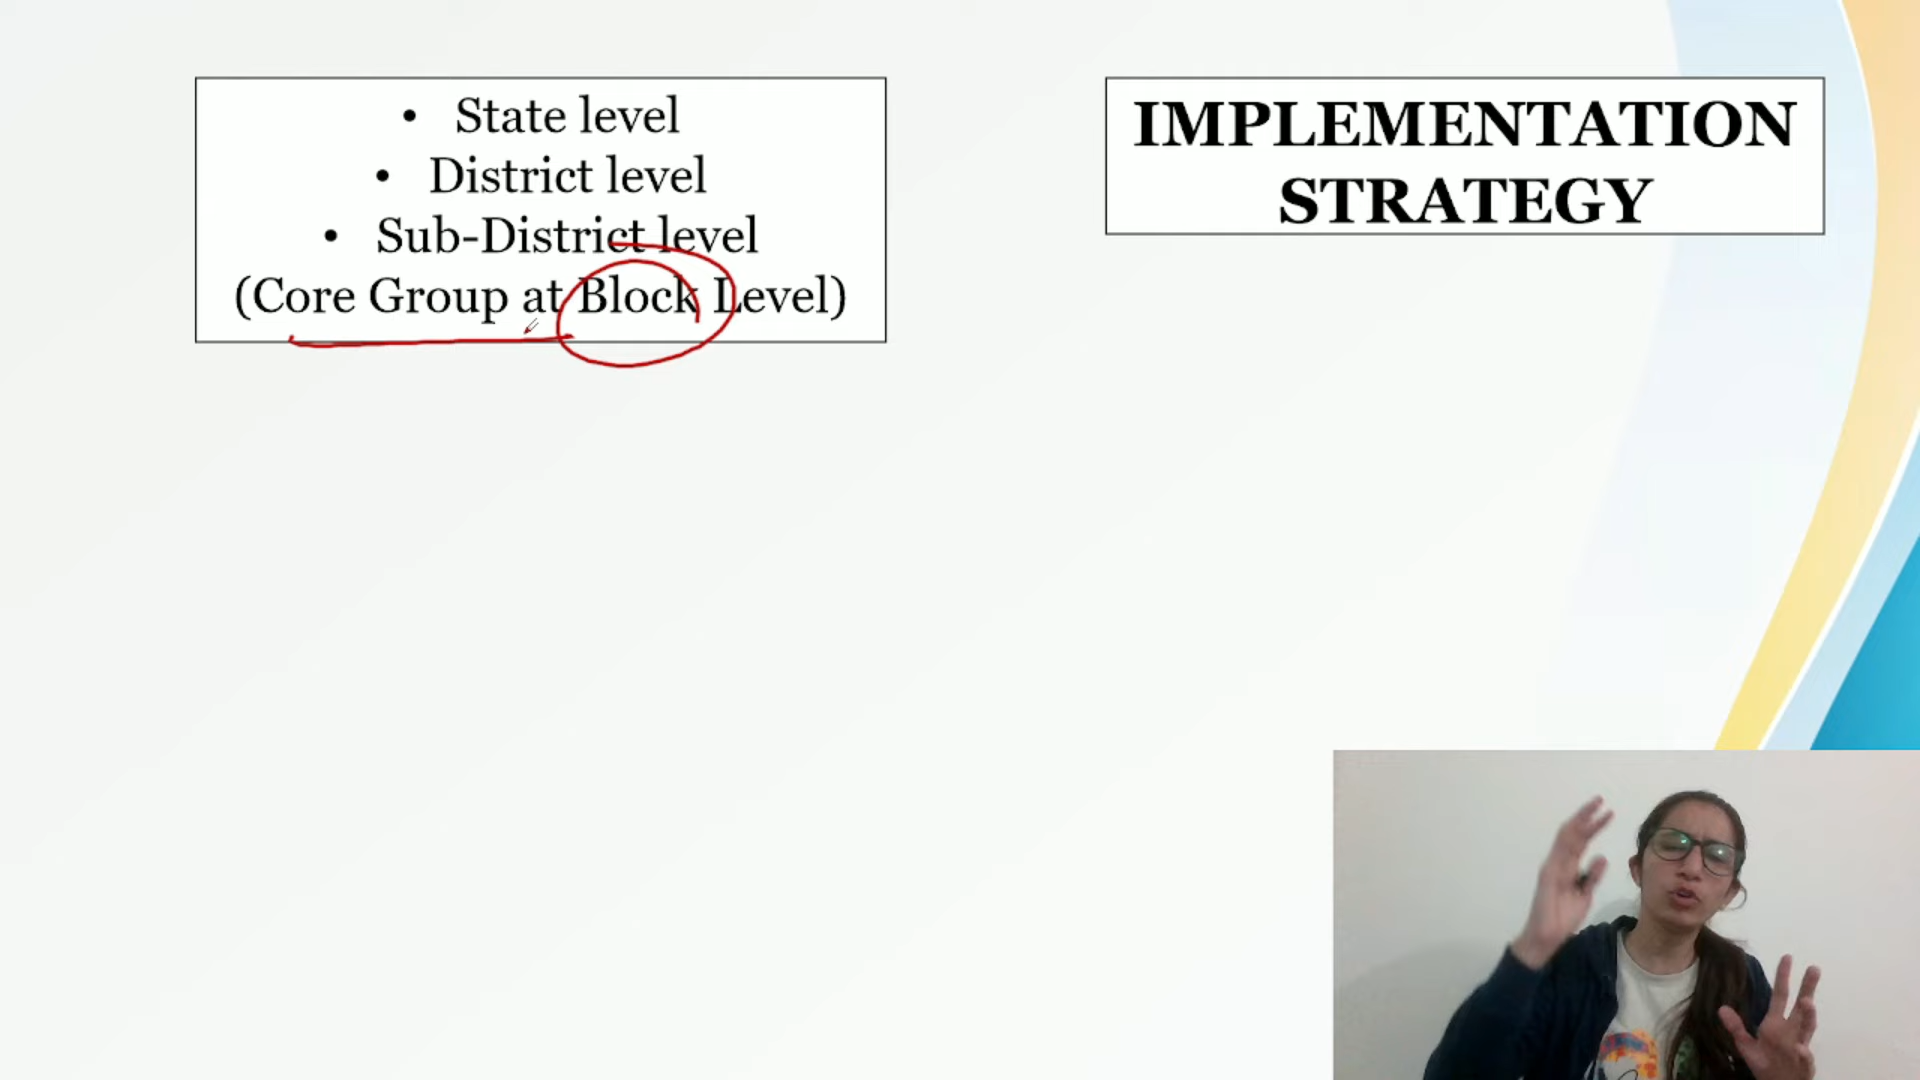 • State level
• District level
• Sub-District level
(Core Group at Block Level)
IMPLEMENTATION
STRATEGY